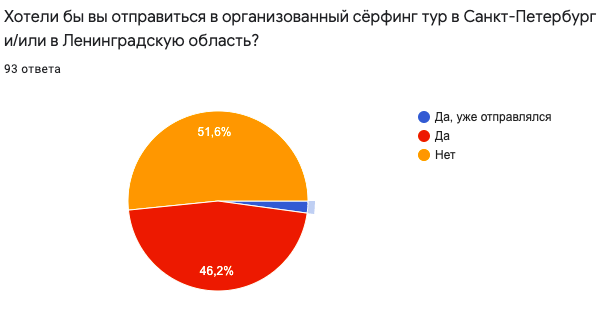 Хотели бы вы отправиться в организованный сёрфинг тур в Санкт-Петербург
и/или в Ленинградскую область?
93 ответа
51,6%
46,2%
Да, уже отправлялся
Да
Нет